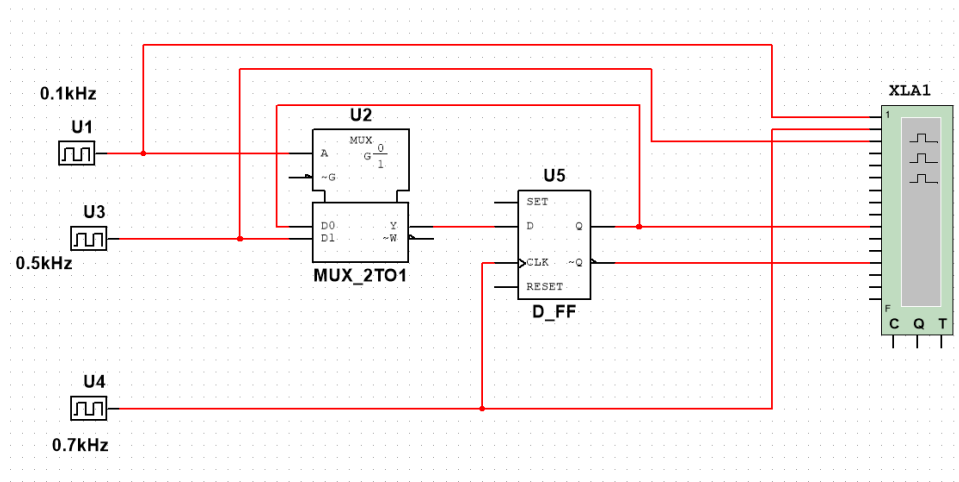 XLA1
0.1kHz
U1
U2
MUX
G 0
1
A
~G
1
U5
SET
D0
D1
Y
~W
D
Q
U3
0.5kHz
MUX_2TO1
CLK
~Q
RESET
D_FF
F
C Q T
U4
0.7kHz